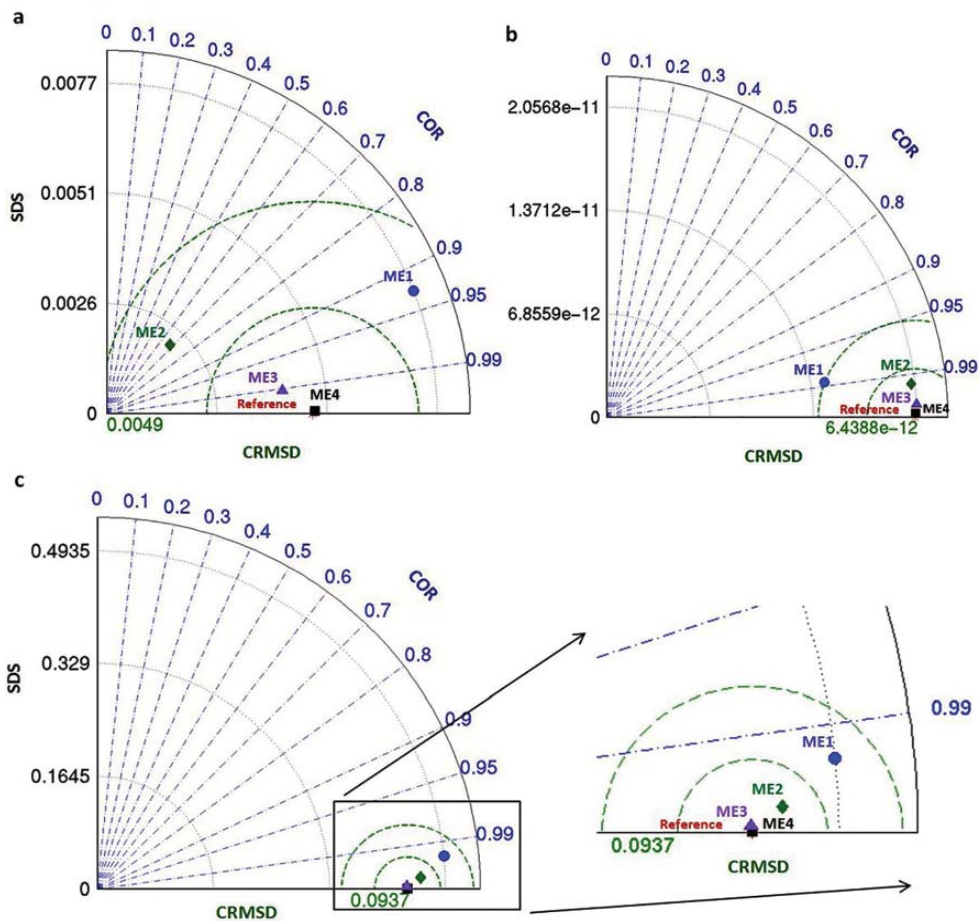 a
0
0.1
0.2
0.3
0.4
0.5
0.6
0.7
0.8
0.9
0.95
0.99
COR
0.0077
0.0051
0.0026
0
SDS
ME1
ME2
ME3
ME4
Reference
0.0049
CRMSD
b
0
0.1
0.2
0.3
0.4
0.5
0.6
0.7
0.8
0.9
0.95
0.99
COR
2.0568e−11
1.3712e−11
6.8559e−12
0
ME1
ME2
ME3
Reference
ME4
6.4388e−12
CRMSD
c
0
0.1
0.2
0.3
0.4
0.5
0.6
0.7
0.8
0.9
0.95
0.99
COR
0.4935
0.329
0.1645
0
SDS
0.0937
CRMSD
0.99
ME1
ME2
ME3
Reference
ME4
0.0937
CRMSD